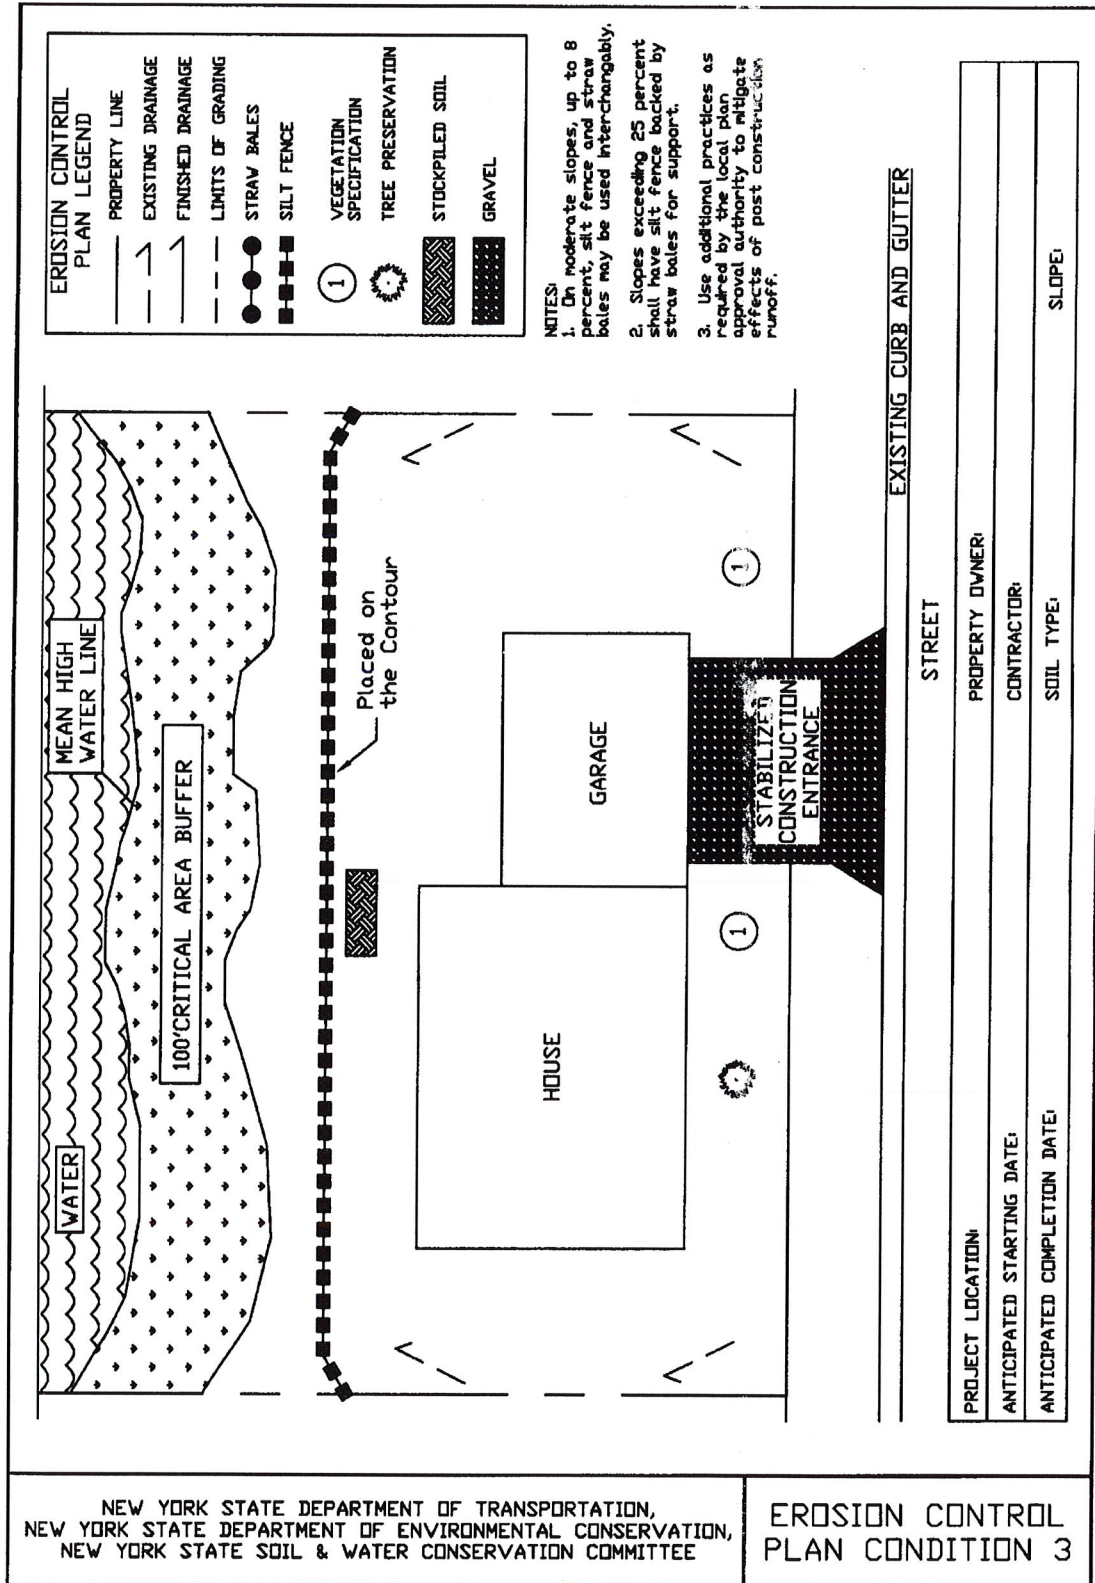 EROSION CONTROL
PLAN LEGEND
PROPERTY LINE
EXISTING DRAINAGE
FINISHED DRAINAGE
LIMITS OF GRADING
STRAW BALES
SILT FENCE
1
VEGETATION
SPECIFICATION
TREE PRESERVATION
STOCKPILED SOIL
GRAVEL
NOTES:
1. On moderate slopes, up to 8
percent, silt fence and straw
bales may be used interchangably.
2. Slopes exceeding 25 percent
shall have silt fence backed by
straw bales for support.
3. Use additional practices as
required by the local plan
approval authority to mitigate
effects of post construction
runoff.
WATER
MEAN HIGH
WATER LINE
100'CRITICAL AREA BUFFER
Placed on
the Contour
HOUSE
GARAGE
1
1
STABILIZED
CONSTRUCTION
ENTRANCE
EXISTING CURB AND GUTTER
STREET
PROJECT LOCATION:
PROPERTY OWNER:
ANTICIPATED STARTING DATE:
CONTRACTOR:
ANTICIPATED COMPLETION DATE:
SOIL TYPE:
SLOPE:
NEW YORK STATE DEPARTMENT OF TRANSPORTATION,
NEW YORK STATE DEPARTMENT OF ENVIRONMENTAL CONSERVATION,
NEW YORK STATE SOIL & WATER CONSERVATION COMMITTEE
EROSION CONTROL
PLAN CONDITION 3